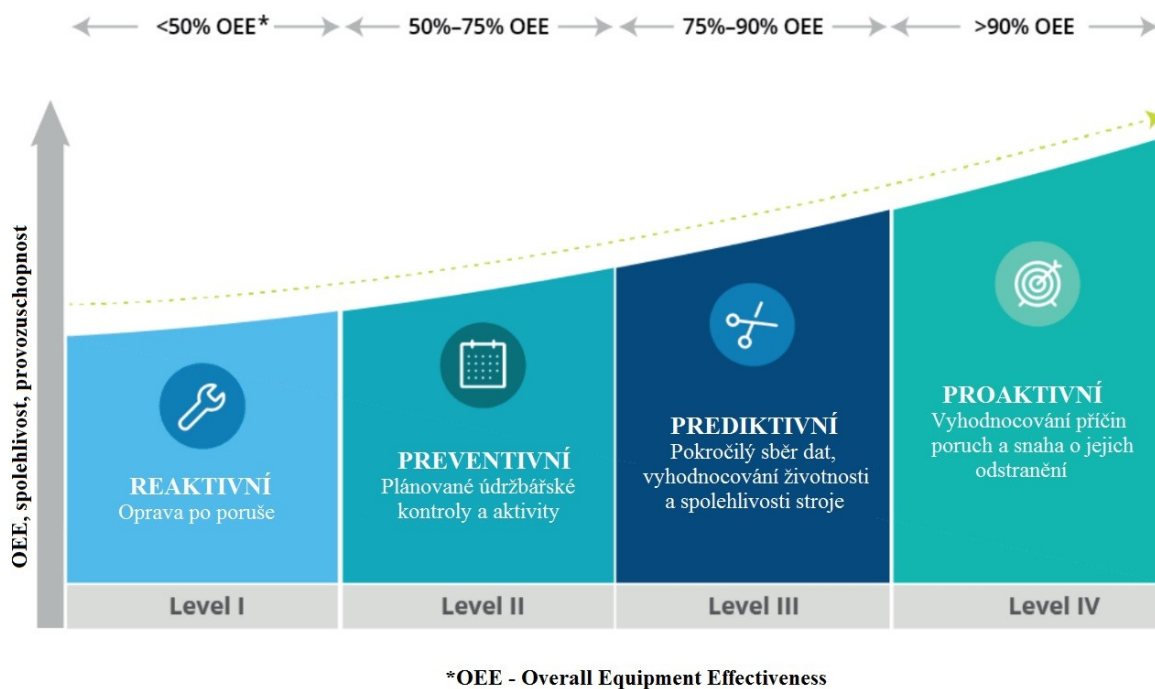 <50% OEE*
50%–75% OEE
75%–90% OEE
>90% OEE
OEE, spolehlivost, provozuschopnost
REAKTIVNÍ
Oprava po poruše
PREVENTIVNÍ
Plánované údržbářské
kontroly a aktivity
PREDIKTIVNÍ
Pokročilý sběr dat,
vyhodnocování životnosti
a spolehlivosti stroje
PROAKTIVNÍ
Vyhodnocování příčin
poruch a snaha o jejich
odstranění
Level I
Level II
Level III
Level IV
*OEE - Overall Equipment Effectiveness